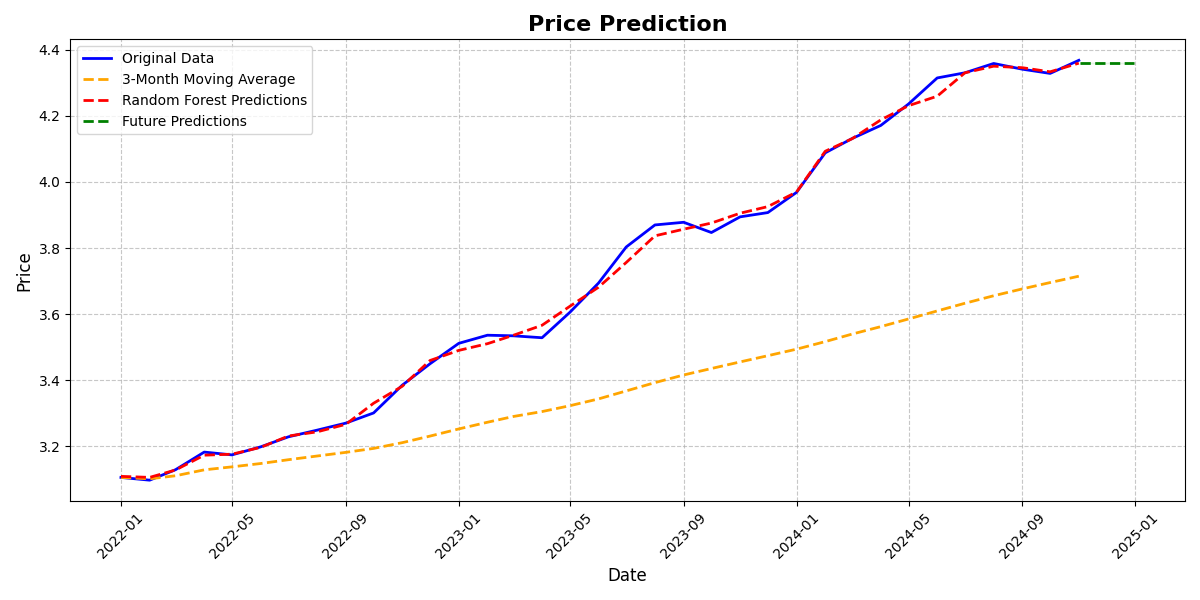 Price Prediction
Original Data
3-Month Moving Average
Random Forest Predictions
Future Predictions
Price
4.4
4.2
4.0
3.8
3.6
3.4
3.2
2022-01
2022-05
2022-09
2023-01
2023-05
2023-09
2024-01
2024-05
2024-09
2025-01
Date